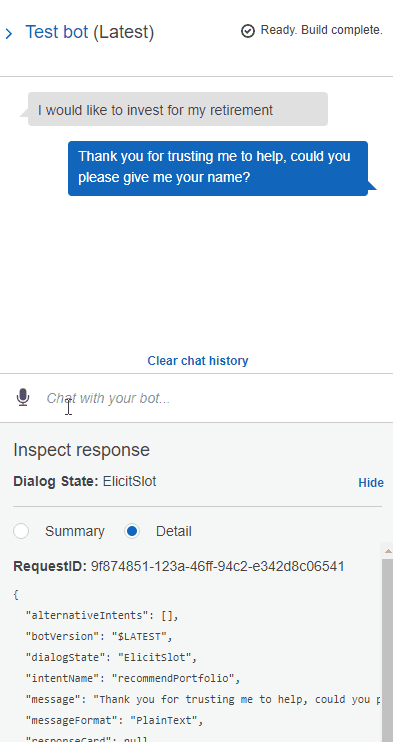 Test bot (Latest)
Ready. Build complete.
I would like to invest for my retirement
Thank you for trusting me to help, could you
please give me your name?
Clear chat history
Chat with your bot...
Inspect response
Dialog State: ElicitSlot
Hide
Summary
Detail
RequestID: 9f874851-123a-46ff-94c2-e342d8c06541
{
"alternativeIntents": [],
"botVersion": "$LATEST",
"dialogState": "ElicitSlot",
"intentName": "recommendPortfolio",
"message": "Thank you for trusting me to help, could you p
"messageFormat": "PlainText",
"responseCard": null